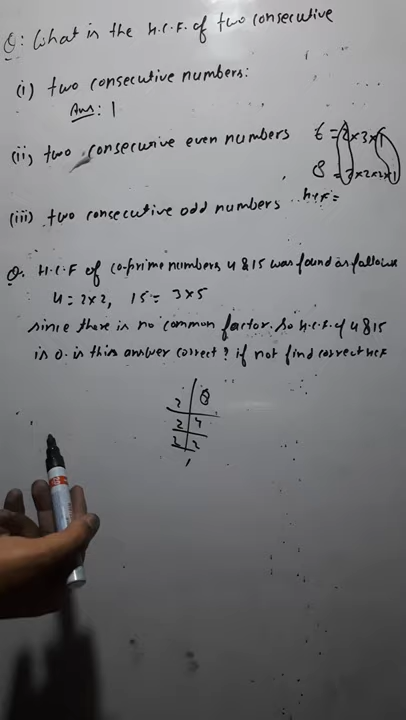 Q: What is the H.C.F. of two consecutive
(i) two consecutive numbers:
Ans: 1
(ii) two consecutive even numbers
6 = 2×3×1
8 = 2×2×2×1
(iii) two consecutive odd numbers
H.C.F =
Q. H.C.F of co-prime numbers 4 & 15 was found as follows
4 = 2×2, 15 = 3×5
since there is no common factor. So H.C.F. of 4 & 15
is 0. is this answer correct? if not find correct HCF
2 8
2 4
2 2